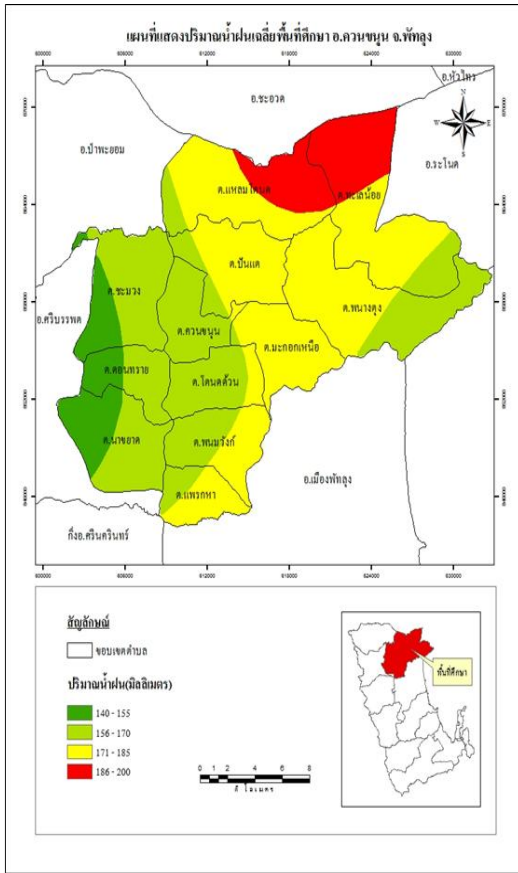 แผนที่แสดงปริมาณน้ำฝนเฉลี่ยพื้นที่ศึกษา อ.ควนขนุน จ.พัทลุง
600000 606000 612000 618000 624000 630000
อ.หัวไทร
อ.ชะอวด
N
W E
S
อ.ป่าพะยอม
อ.ระโนด
ต.แหลมโตนด
ต.ทะเลน้อย
ต.ปันแต
ต.ชะมวง
ต.พนางตุง
อ.ศรีบรรพต
ต.ควนขนุน
ต.มะกอกเหนือ
ต.ดอนทราย
ต.โตนดด้วน
ต.นาขยาด
ต.พนมวังก์
อ.เมืองพัทลุง
ต.แพรกหา
กิ่งอ.ศรีนครินทร์
600000 606000 612000 618000 624000 630000
สัญลักษณ์
ขอบเขตตำบล
ปริมาณน้ำฝน(มิลลิเมตร)
140 - 155
156 - 170
171 - 185
186 - 200
0 1 2 4 6 8
กิโลเมตร
พื้นที่ศึกษา